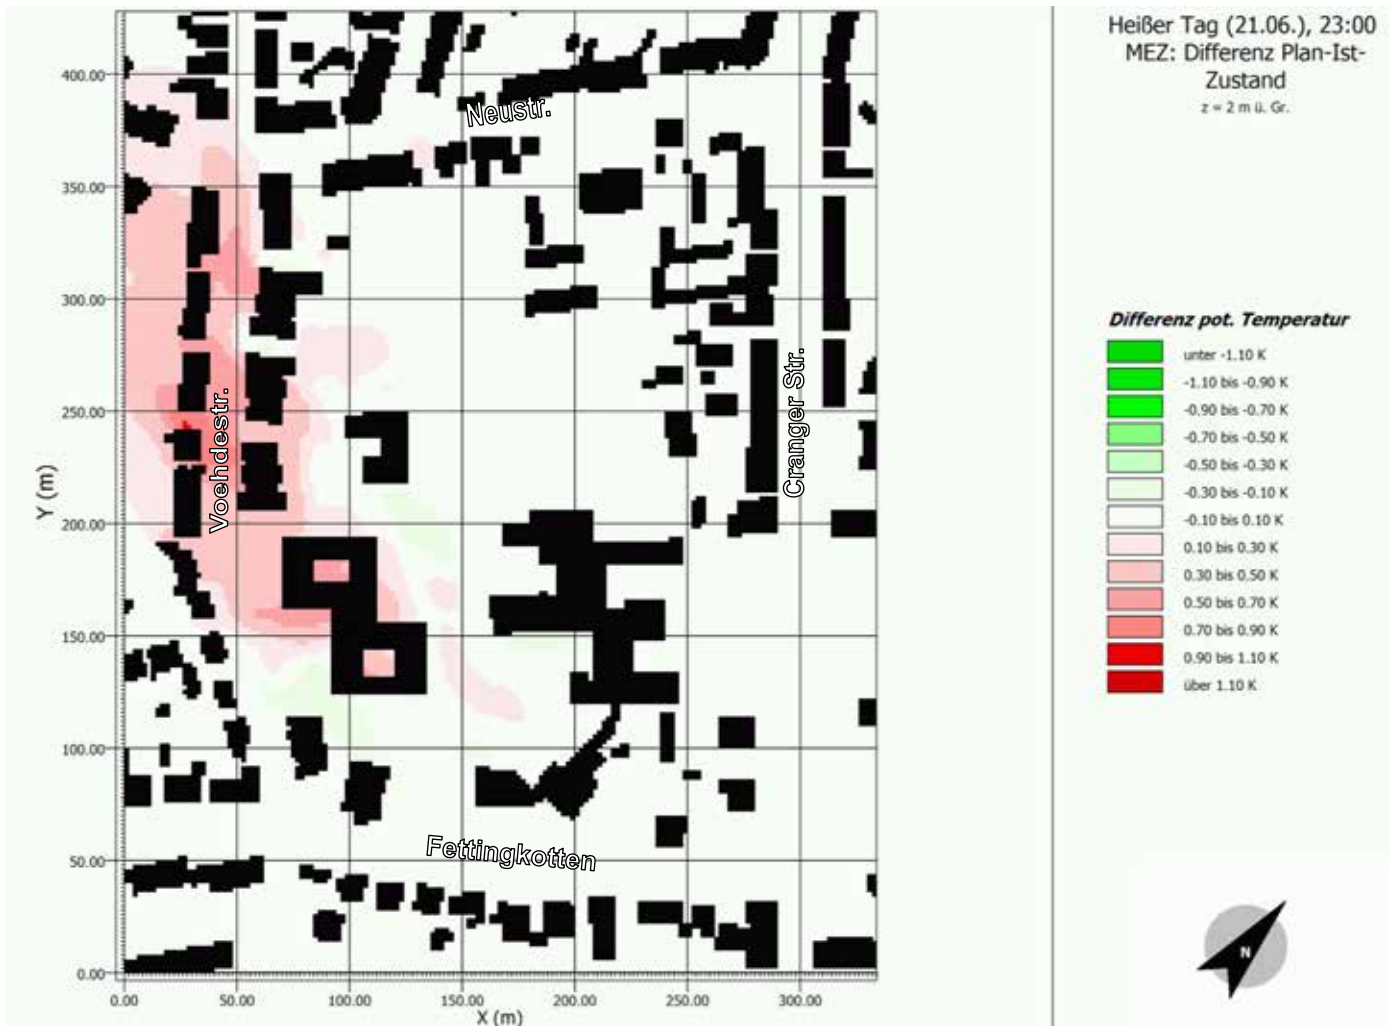 Heißer Tag (21.06.), 23:00
MEZ: Differenz Plan-Ist-
Zustand
z = 2 m ü. Gr.
400.00
350.00
300.00
250.00
200.00
150.00
100.00
50.00
0.00
Y (m)
0.00
50.00
100.00
150.00
200.00
250.00
300.00
X (m)
Neustr.
Voehdestr.
Cranger Str.
Fettingkotten
Differenz pot. Temperatur
unter -1.10 K
-1.10 bis -0.90 K
-0.90 bis -0.70 K
-0.70 bis -0.50 K
-0.50 bis -0.30 K
-0.30 bis -0.10 K
-0.10 bis 0.10 K
0.10 bis 0.30 K
0.30 bis 0.50 K
0.50 bis 0.70 K
0.70 bis 0.90 K
0.90 bis 1.10 K
über 1.10 K
N